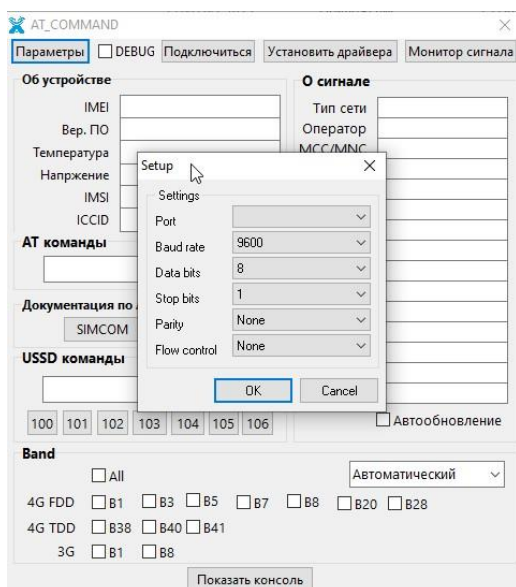 AT_COMMAND
Параметры DEBUG Подключиться Установить драйвера Монитор сигнала
Об устройстве
О сигнале
IMEI
Тип сети
Вер. ПО
Оператор
Температура
MCC/MNC
Напржение
IMSI
ICCID
Setup
Settings
Port
Baud rate 9600
Data bits 8
Stop bits 1
Parity None
Flow control None
OK Cancel
АТ команды
Документация по
SIMCOM
USSD команды
100 101 102 103 104 105 106
Автообновление
Band
All
Автоматический
4G FDD B1 B3 B5 B7 B8 B20 B28
4G TDD B38 B40 B41
3G B1 B8
Показать консоль